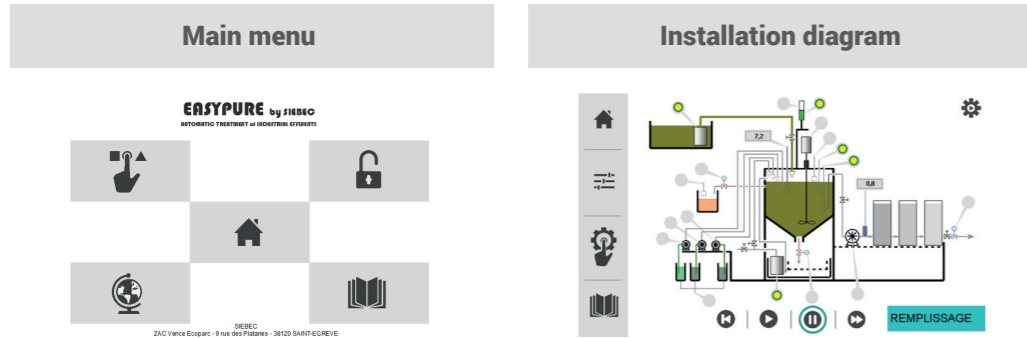 Main menu
Installation diagram
EASYPURE by SIEBEC
AUTOMATIC TREATMENT of INDUSTRIAL EFFLUENTS
SIEBEC
ZAC Vence Ecoparc - 9 rue des Platanes - 38120 SAINT-EGREVE
7,2
0,8
REMPLISSAGE